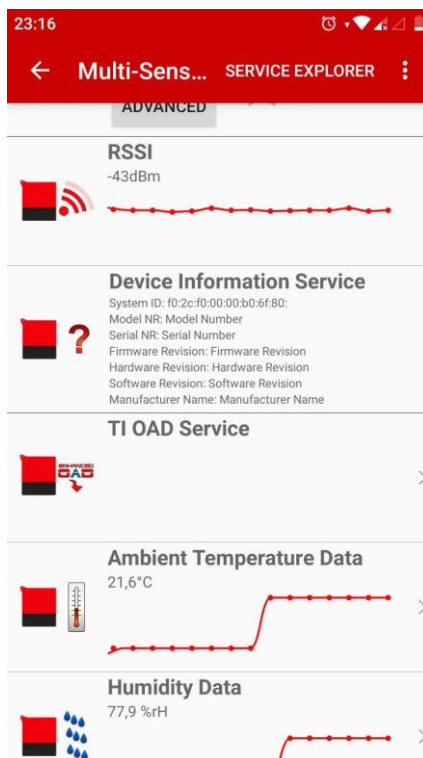 23:16
Multi-Sens... SERVICE EXPLORER
ADVANCED
RSSI
-43dBm
Device Information Service
System ID: f0:2c:f0:00:00:b0:6f:80:
Model NR: Model Number
Serial NR: Serial Number
Firmware Revision: Firmware Revision
Hardware Revision: Hardware Revision
Software Revision: Software Revision
Manufacturer Name: Manufacturer Name
TI OAD Service
ENHANCED
OAD
Ambient Temperature Data
21,6°C
Humidity Data
77,9 %rH